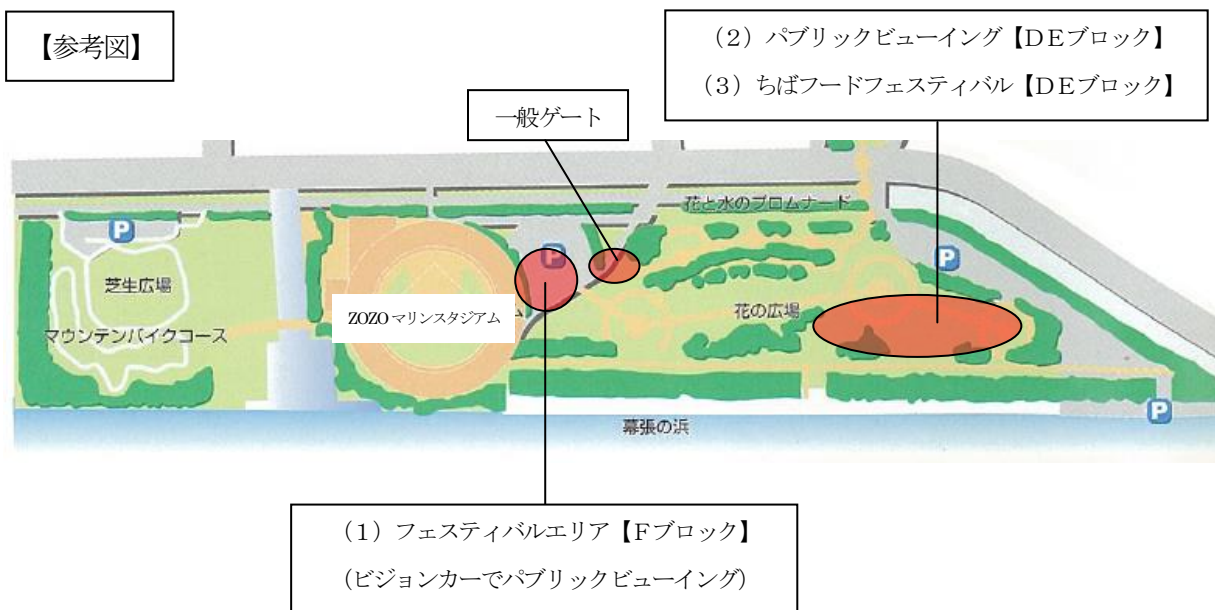 【参考図】
（２）パブリックビューイング【ＤＥブロック】
（３）ちばフードフェスティバル【ＤＥブロック】
一般ゲート
花と水のプロムナード
P
P
P
芝生広場
マウンテンバイクコース
ZOZOマリンスタジアム
ム
花の広場
P
幕張の浜
（１）フェスティバルエリア【Ｆブロック】
（ビジョンカーでパブリックビューイング）